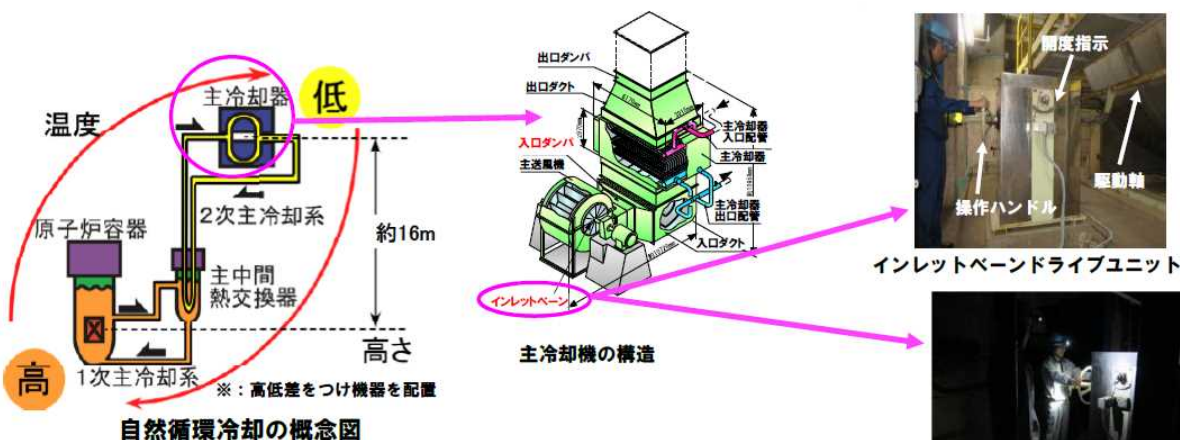 温度
主冷却器
低
2次主冷却系
約16m
原子炉容器
主中間
熱交換器
高さ
高
1次主冷却系
※：高低差をつけ機器を配置
自然循環冷却の概念図
出口ダンパ
出口ダクト
入口ダンパ
主送風機
主冷却器
入口配管
主冷却器
主冷却器
出口配管
入口ダクト
インレットベーン
主冷却機の構造
開度指示
駆動軸
操作ハンドル
インレットベーンドライブユニット